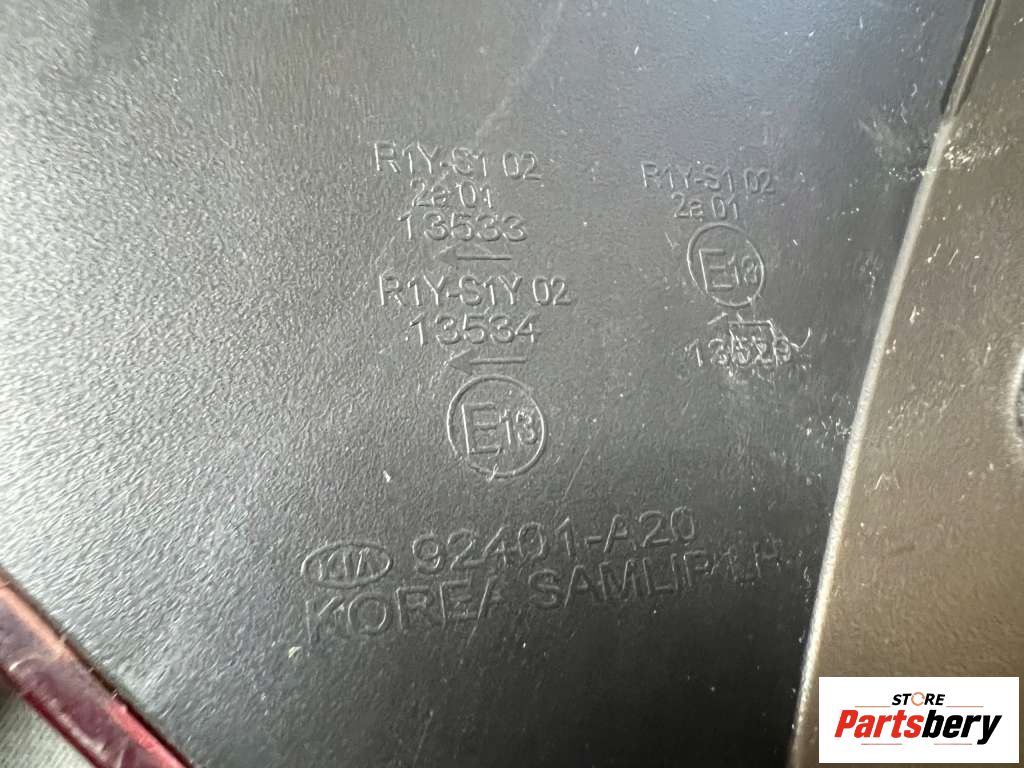 R1Y-S1 02
2a 01
13533
R1Y-S1Y 02
13534
E13
R1Y-S1 02
2a 01
E13
KIA 92401-A20
KOREA SAMLIP LH
STORE
Partsbery